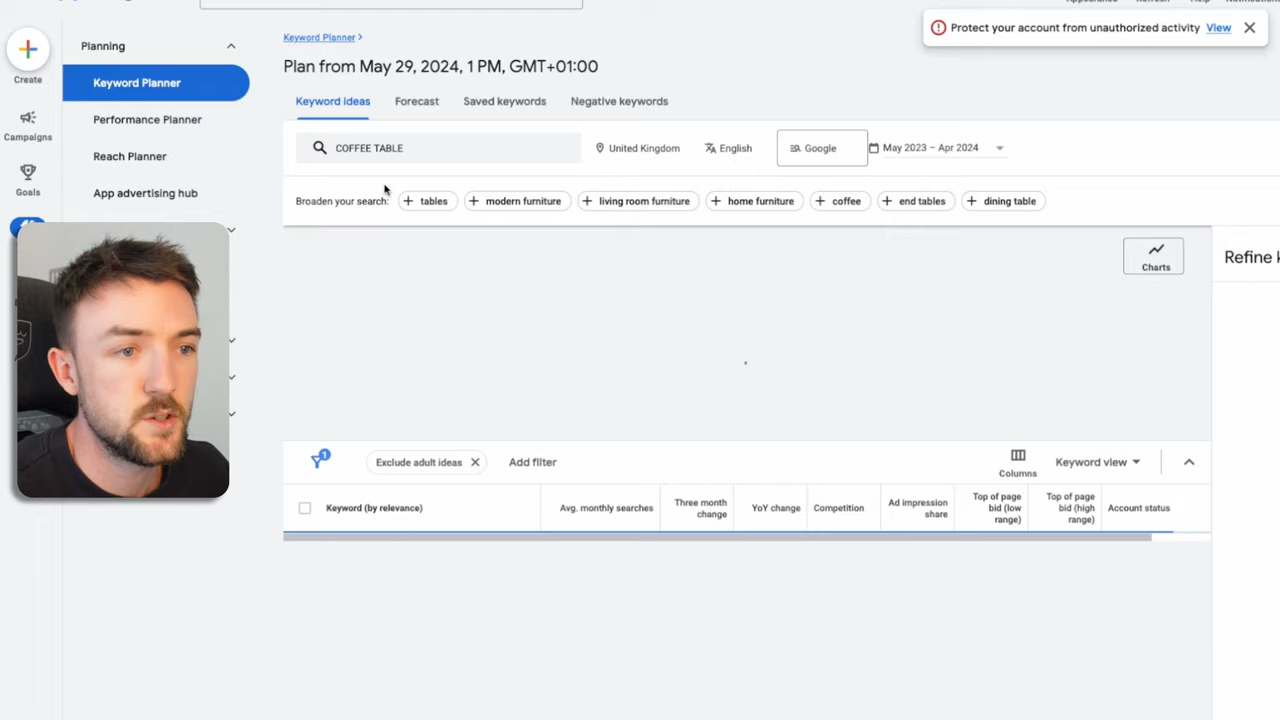 Protect your account from unauthorized activity View
Create
Campaigns
Goals
Planning
Keyword Planner
Performance Planner
Reach Planner
App advertising hub
Keyword Planner >
Plan from May 29, 2024, 1 PM, GMT+01:00
Keyword ideas Forecast Saved keywords Negative keywords
COFFEE TABLE United Kingdom English Google May 2023 – Apr 2024
Broaden your search: + tables + modern furniture + living room furniture + home furniture + coffee + end tables + dining table
Charts
Refine
1 Exclude adult ideas Add filter Columns Keyword view
Keyword (by relevance) Avg. monthly searches Three month change YoY change Competition Ad impression share Top of page bid (low range) Top of page bid (high range) Account status